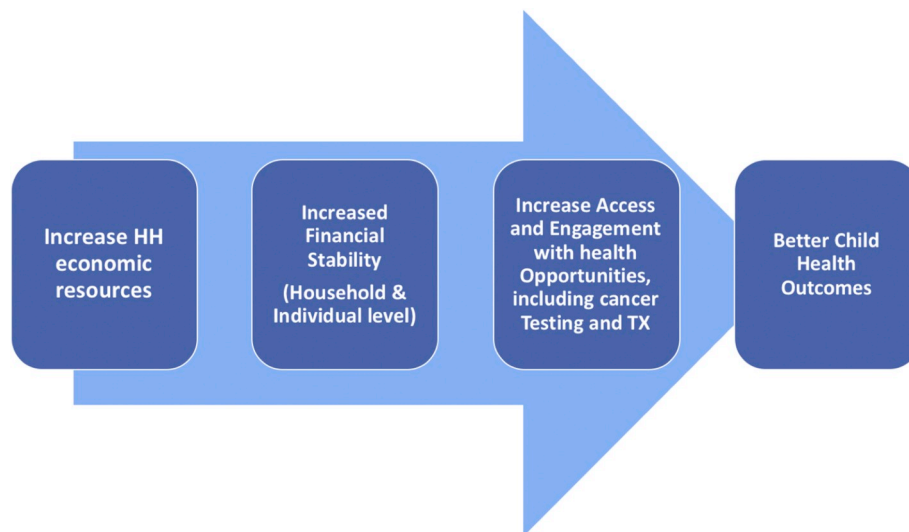 Increase HH
economic
resources
Increased
Financial
Stability
(Household &
Individual level)
Increase Access
and Engagement
with health
Opportunities,
including cancer
Testing and TX
Better Child
Health
Outcomes